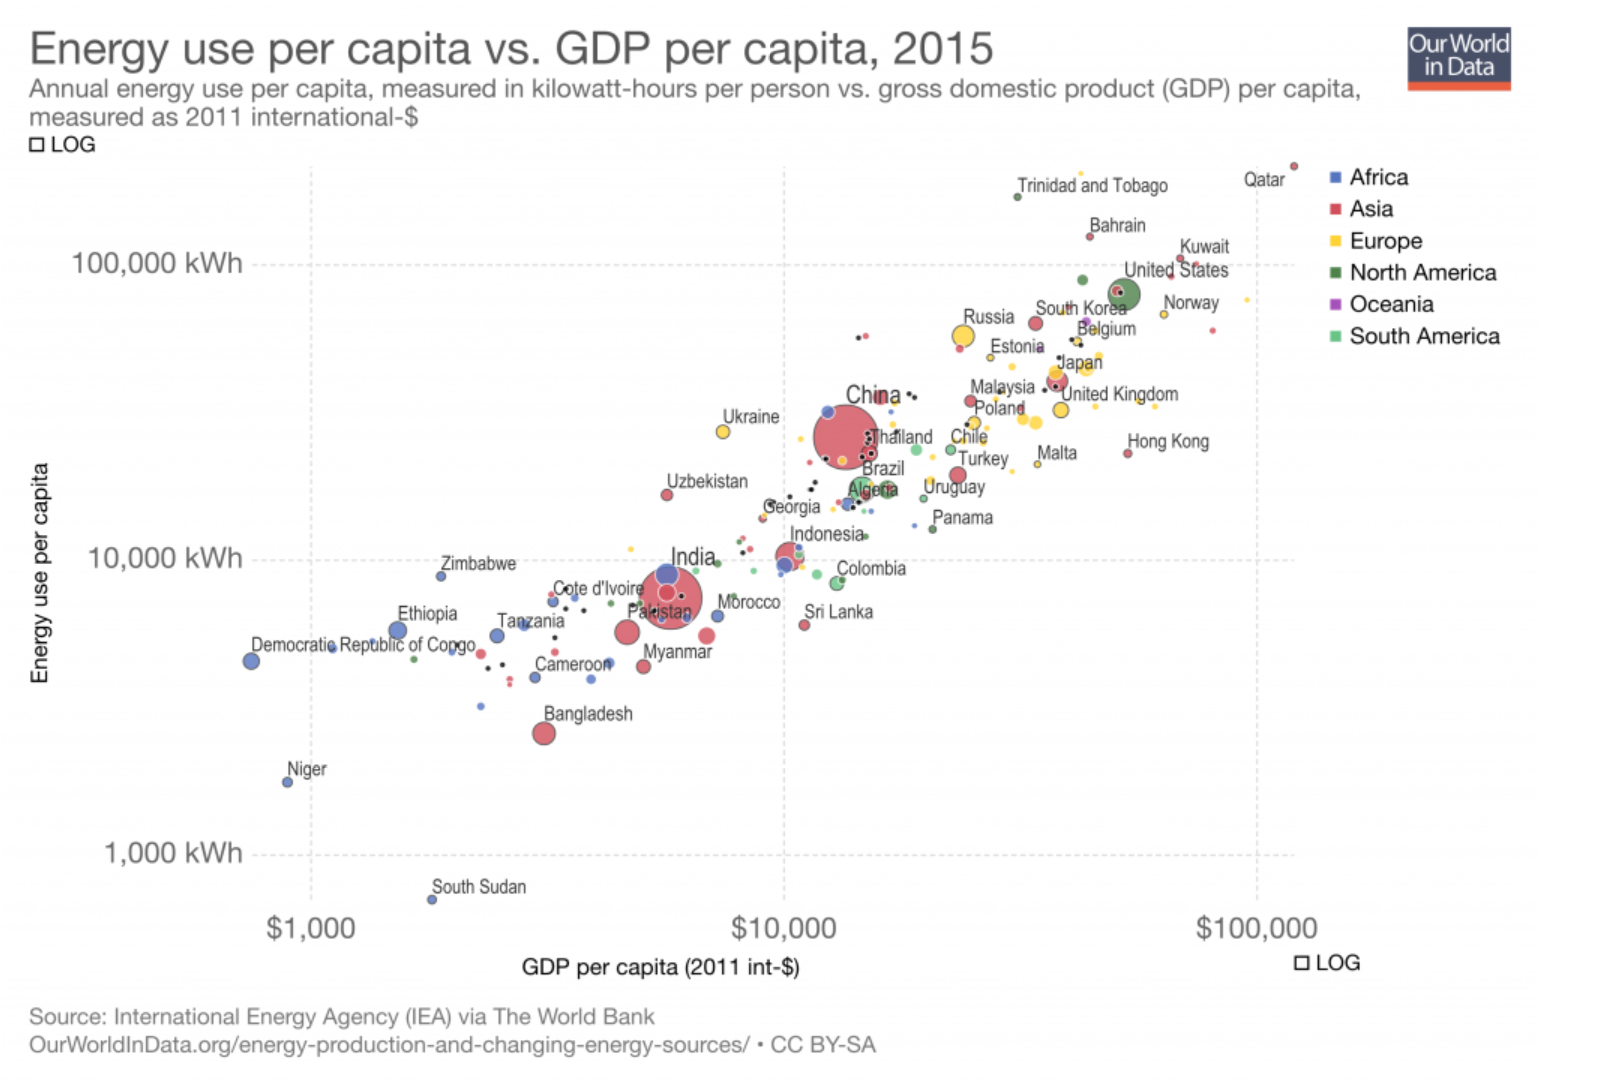 Energy use per capita vs. GDP per capita, 2015
Our World
in Data
Annual energy use per capita, measured in kilowatt-hours per person vs. gross domestic product (GDP) per capita,
measured as 2011 international-$
LOG
Trinidad and Tobago
Qatar
Africa
Asia
Bahrain
Europe
Kuwait
100,000 kWh
United States
North America
Norway
Oceania
South Korea
Russia
Belgium
South America
Estonia
Japan
Malaysia
China
United Kingdom
Poland
Ukraine
Thailand
Chile
Hong Kong
Malta
Turkey
Brazil
Uzbekistan
Algeria
Uruguay
Georgia
Panama
Indonesia
10,000 kWh
India
Zimbabwe
Colombia
Cote d'Ivoire
Morocco
Pakistan
Sri Lanka
Ethiopia
Tanzania
Democratic Republic of Congo
Myanmar
Cameroon
Bangladesh
Niger
1,000 kWh
South Sudan
Energy use per capita
$1,000
$10,000
$100,000
GDP per capita (2011 int-$)
LOG
Source: International Energy Agency (IEA) via The World Bank
OurWorldInData.org/energy-production-and-changing-energy-sources/ • CC BY-SA